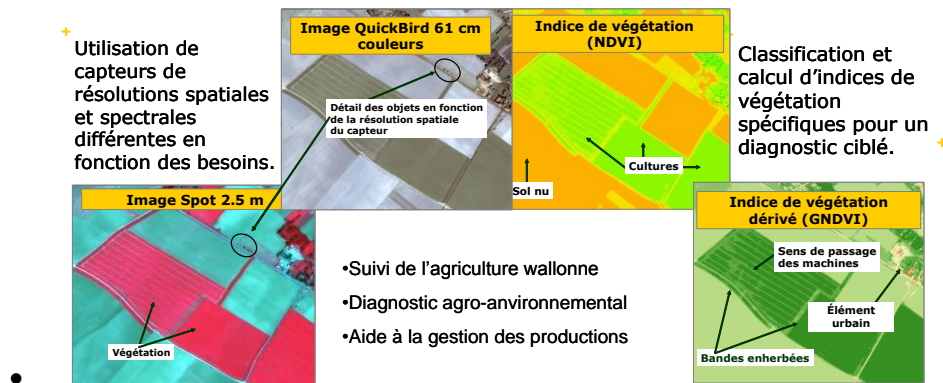 Utilisation de
capteurs de
résolutions spatiales
et spectrales
différentes en
fonction des besoins.
Image QuickBird 61 cm
couleurs
Détail des objets en fonction
de la résolution spatiale
du capteur
Indice de végétation
(NDVI)
Cultures
Sol nu
Classification et
calcul d’indices de
végétation
spécifiques pour un
diagnostic ciblé.
Image Spot 2.5 m
Végétation
•Suivi de l’agriculture wallonne
•Diagnostic agro-anvironnemental
•Aide à la gestion des productions
Indice de végétation
dérivé (GNDVI)
Sens de passage
des machines
Élément
urbain
Bandes enherbées